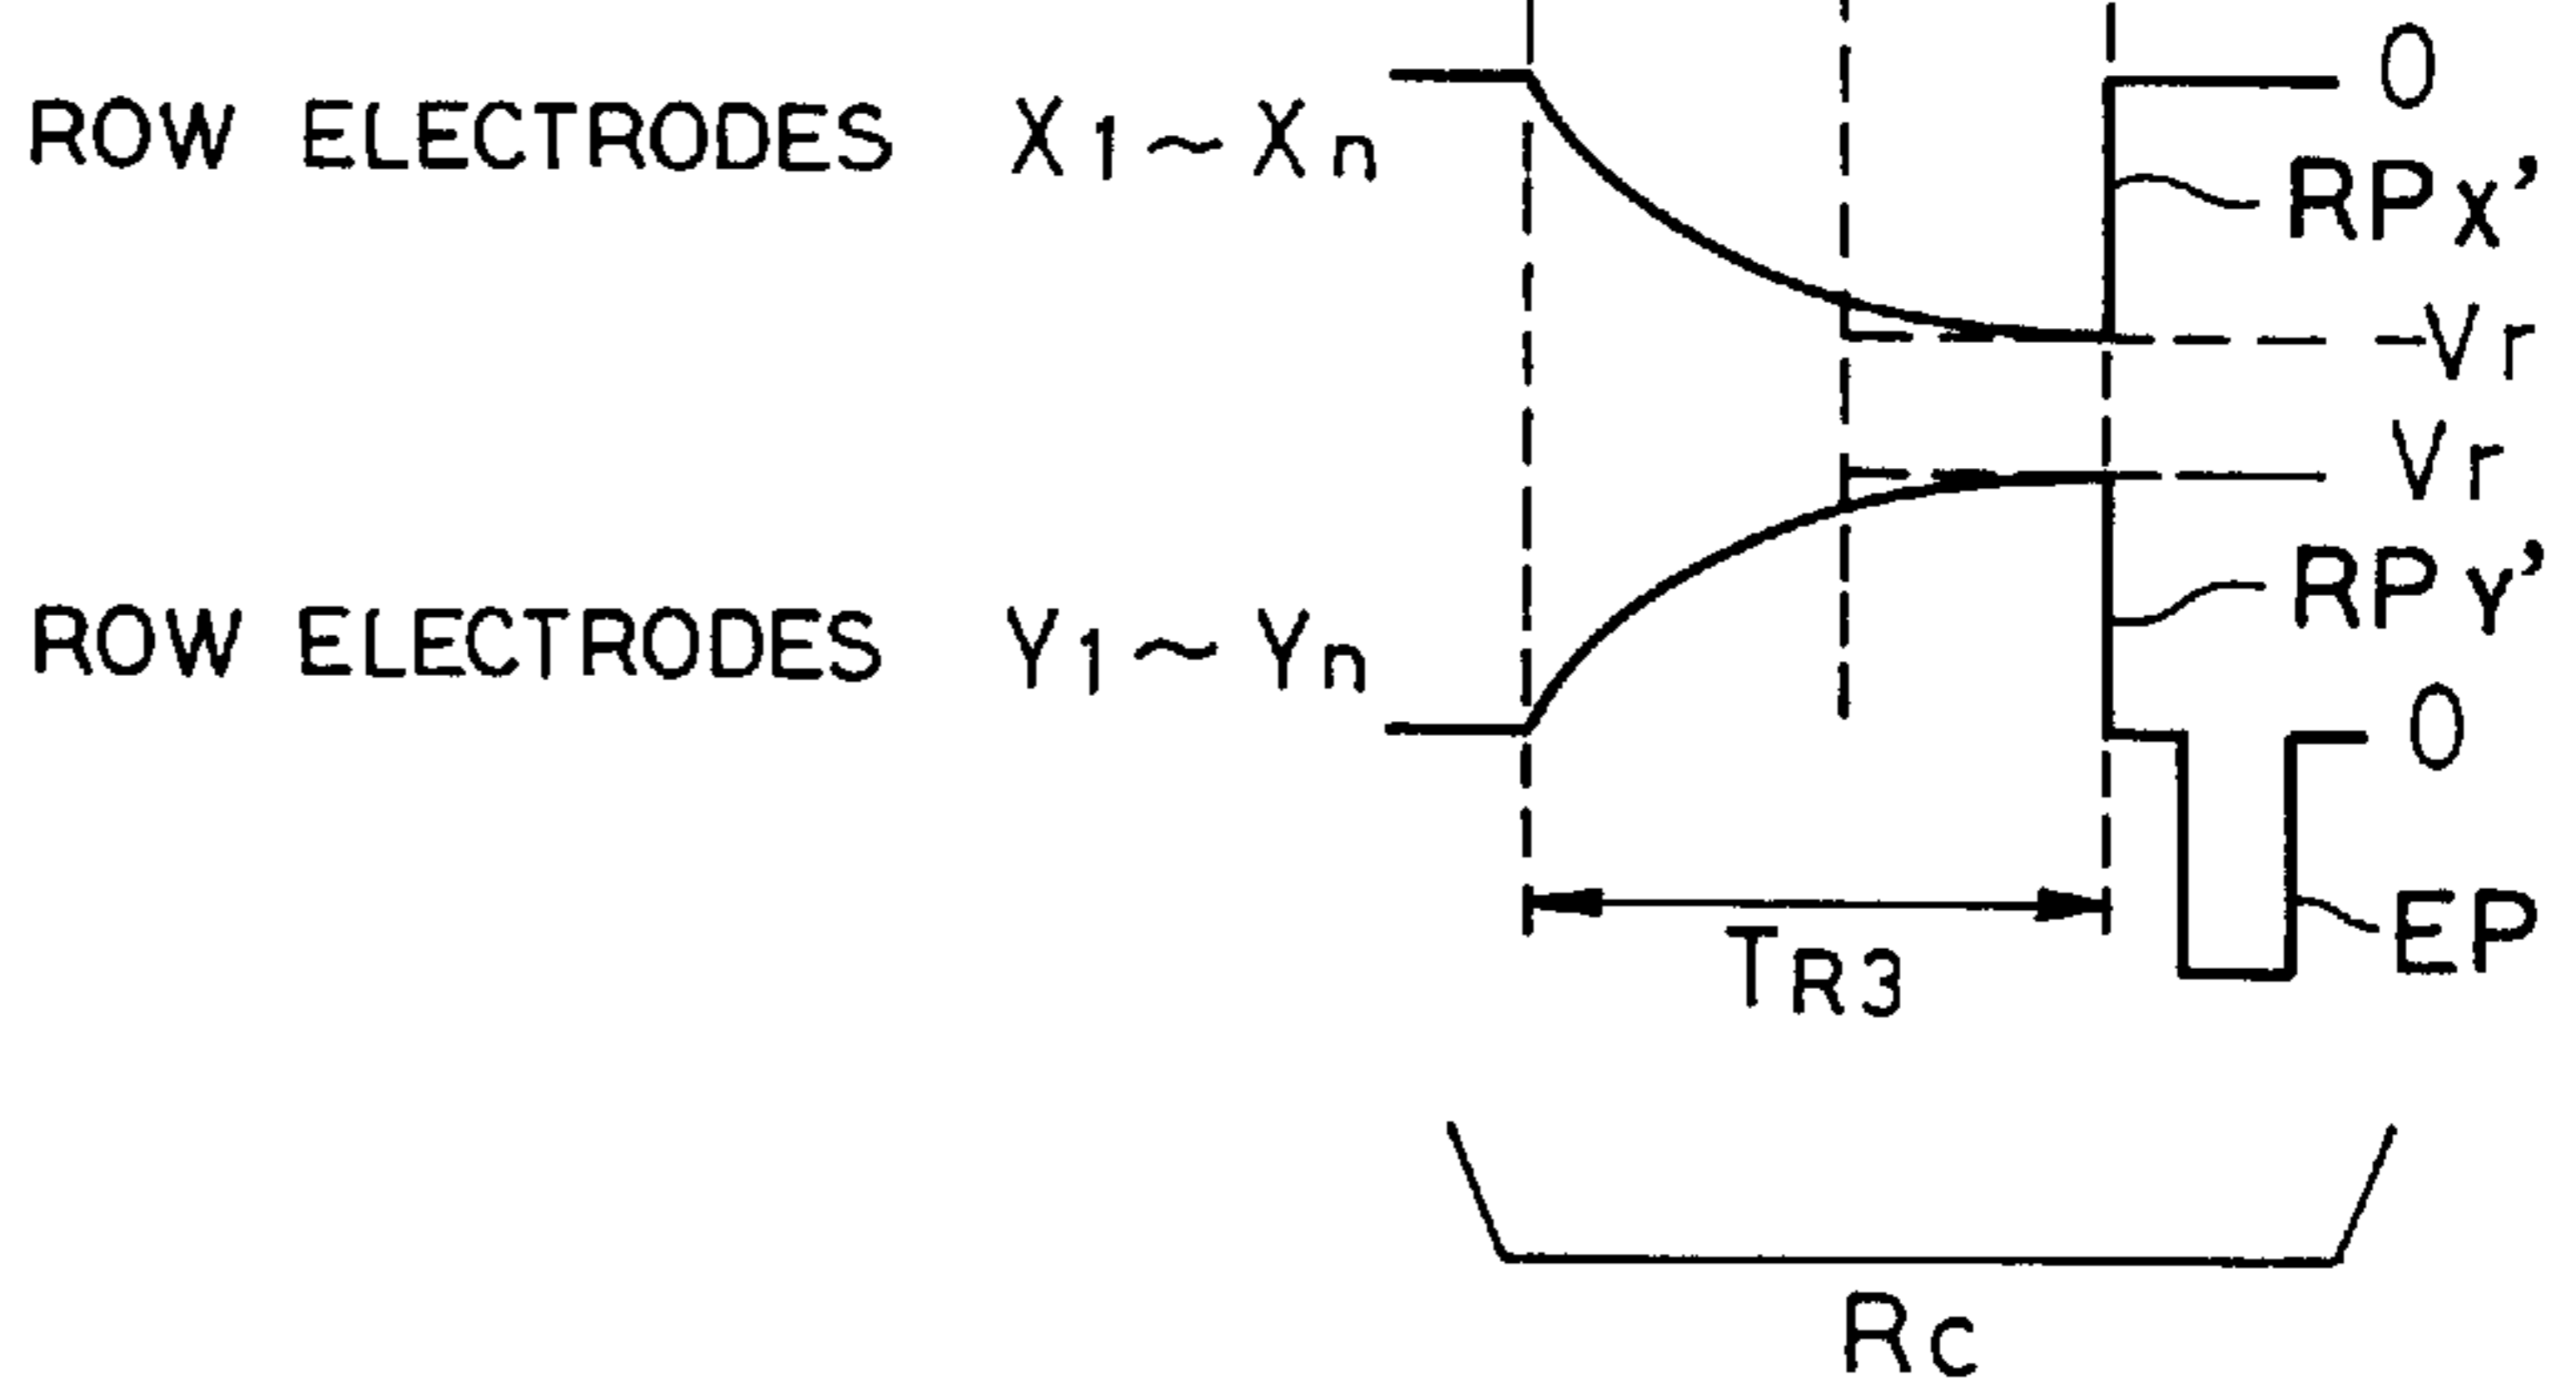 0
ROW ELECTRODES X1~Xn
RPX'
-Vr
Vr
RPY'
ROW ELECTRODES Y1~Yn
0
EP
TR3
RC